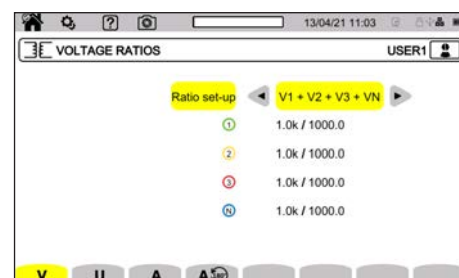 13/04/21 11:03
VOLTAGE RATIOS USER1
Ratio set-up V1 + V2 + V3 + VN
1 1.0k / 1000.0
2 1.0k / 1000.0
3 1.0k / 1000.0
N 1.0k / 1000.0
V U A A